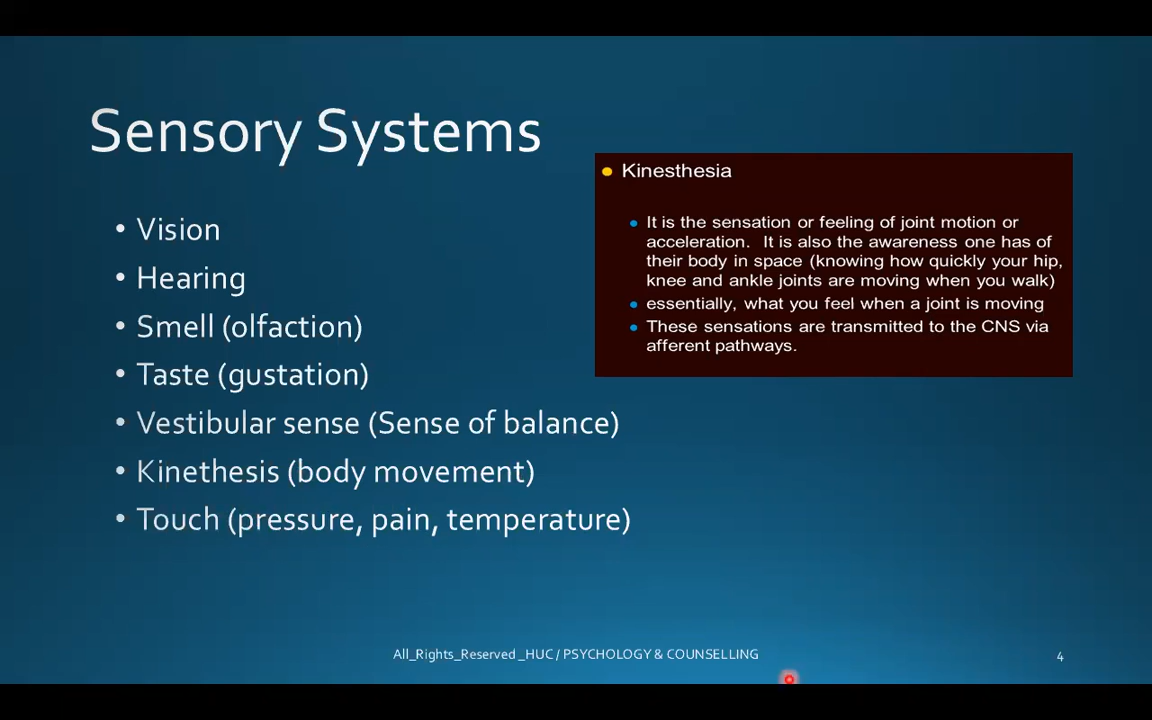 Sensory Systems
• Vision
• Hearing
• Smell (olfaction)
• Taste (gustation)
• Vestibular sense (Sense of balance)
• Kinethesis (body movement)
• Touch (pressure, pain, temperature)
• Kinesthesia
• It is the sensation or feeling of joint motion or
acceleration. It is also the awareness one has of
their body in space (knowing how quickly your hip,
knee and ankle joints are moving when you walk)
• essentially, what you feel when a joint is moving
• These sensations are transmitted to the CNS via
afferent pathways.
All_Rights_Reserved _HUC / PSYCHOLOGY & COUNSELLING
4